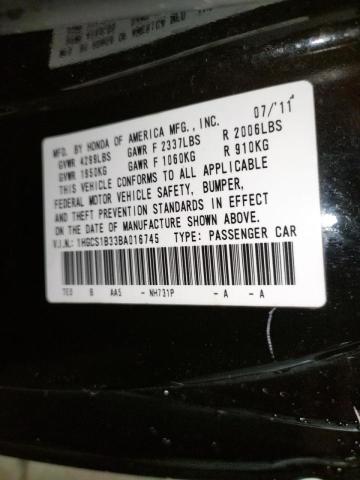 07/11
MFD. BY HONDA OF AMERICA MFG., INC.
GVWR 4299LBS GAWR F 2337LBS R 2006LBS
GVWR 1950KG GAWR F 1060KG R 910KG
THIS VEHICLE CONFORMS TO ALL APPLICABLE
FEDERAL MOTOR VEHICLE SAFETY, BUMPER,
AND THEFT PREVENTION STANDARDS IN EFFECT
ON THE DATE OF MANUFACTURE SHOWN ABOVE.
V.I.N.: 1HGCS1B33BA016745 TYPE: PASSENGER CAR
TE0 B AA5 - NH731P - A - A